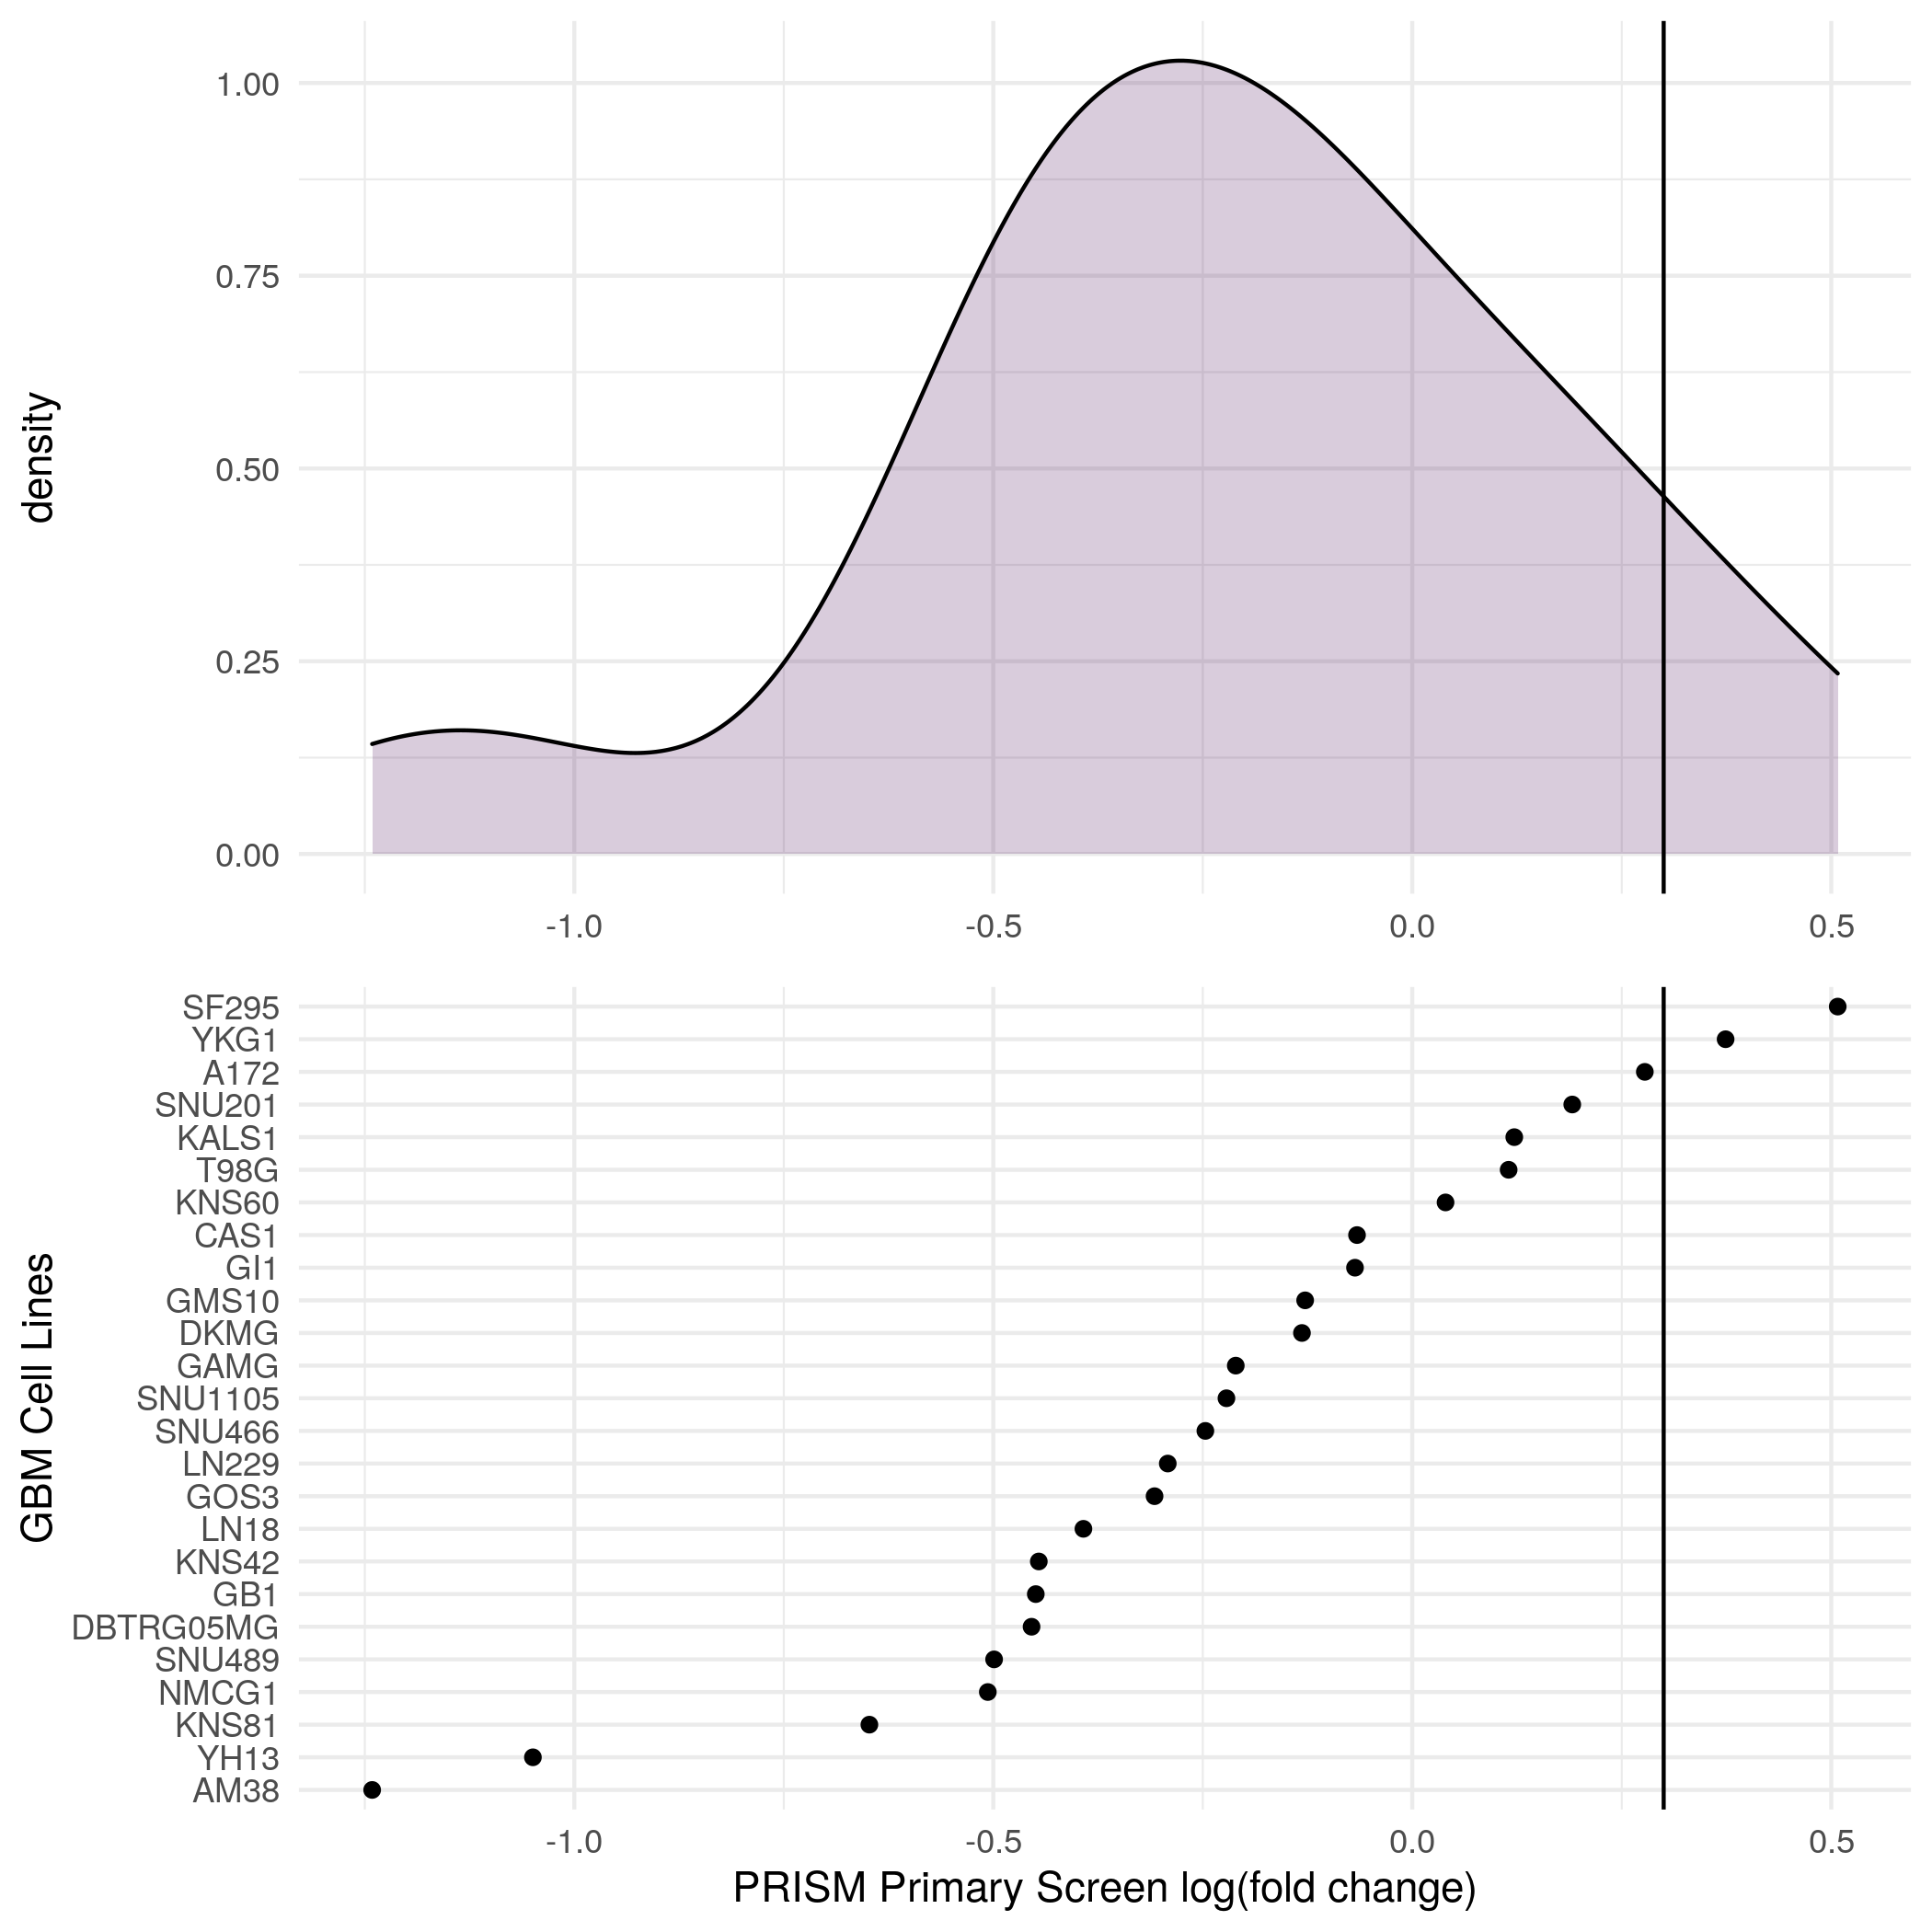 1.00
0.75
0.50
0.25
0.00
density
-1.0 -0.5 0.0 0.5
SF295
YKG1
A172
SNU201
KALS1
T98G
KNS60
CAS1
GI1
GMS10
DKMG
GAMG
SNU1105
SNU466
LN229
GOS3
LN18
KNS42
GB1
DBTRG05MG
SNU489
NMCG1
KNS81
YH13
AM38
GBM Cell Lines
-1.0 -0.5 0.0 0.5
PRISM Primary Screen log(fold change)